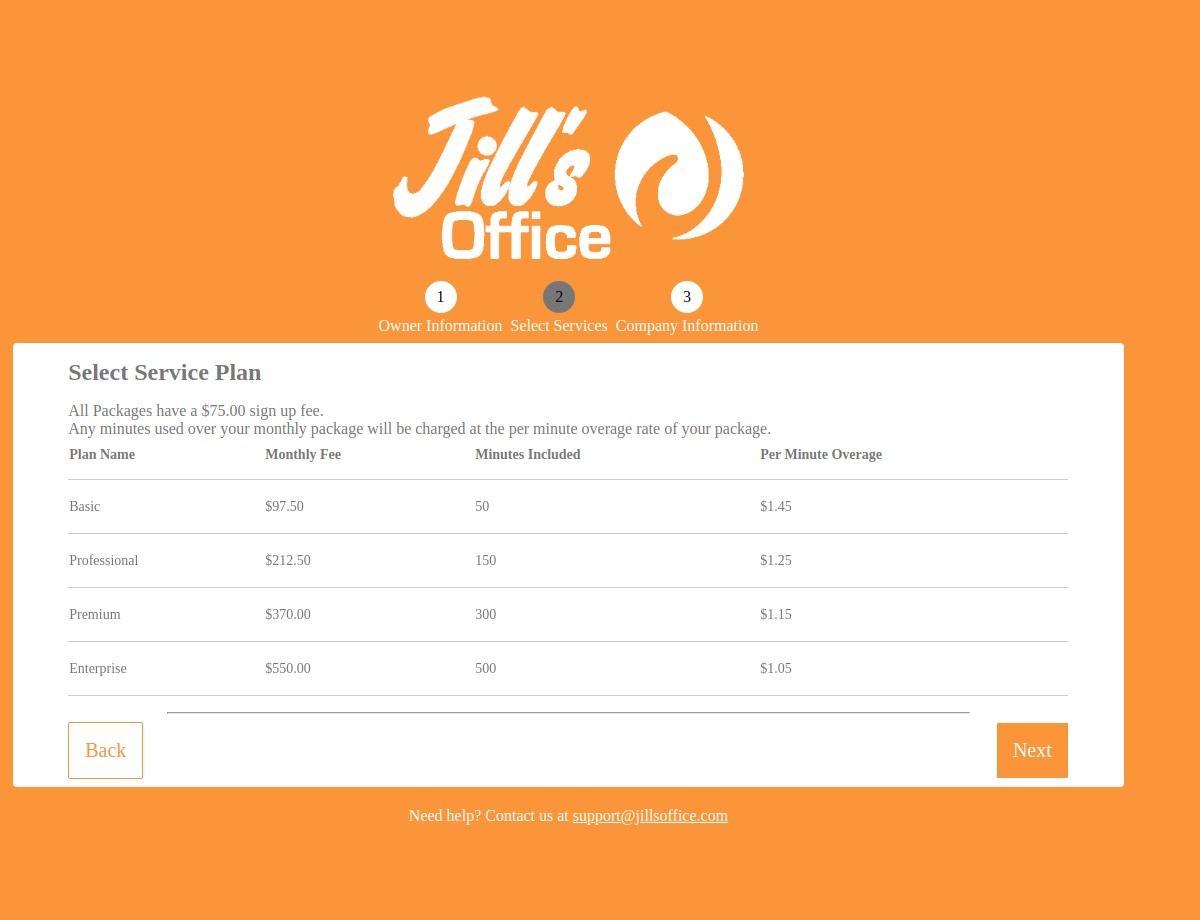 Jill's
Office
1 2 3
Owner Information Select Services Company Information
Select Service Plan
All Packages have a $75.00 sign up fee.
Any minutes used over your monthly package will be charged at the per minute overage rate of your package.
Plan Name Monthly Fee Minutes Included Per Minute Overage
Basic $97.50 50 $1.45
Professional $212.50 150 $1.25
Premium $370.00 300 $1.15
Enterprise $550.00 500 $1.05
Back Next
Need help? Contact us at support@jillsoffice.com